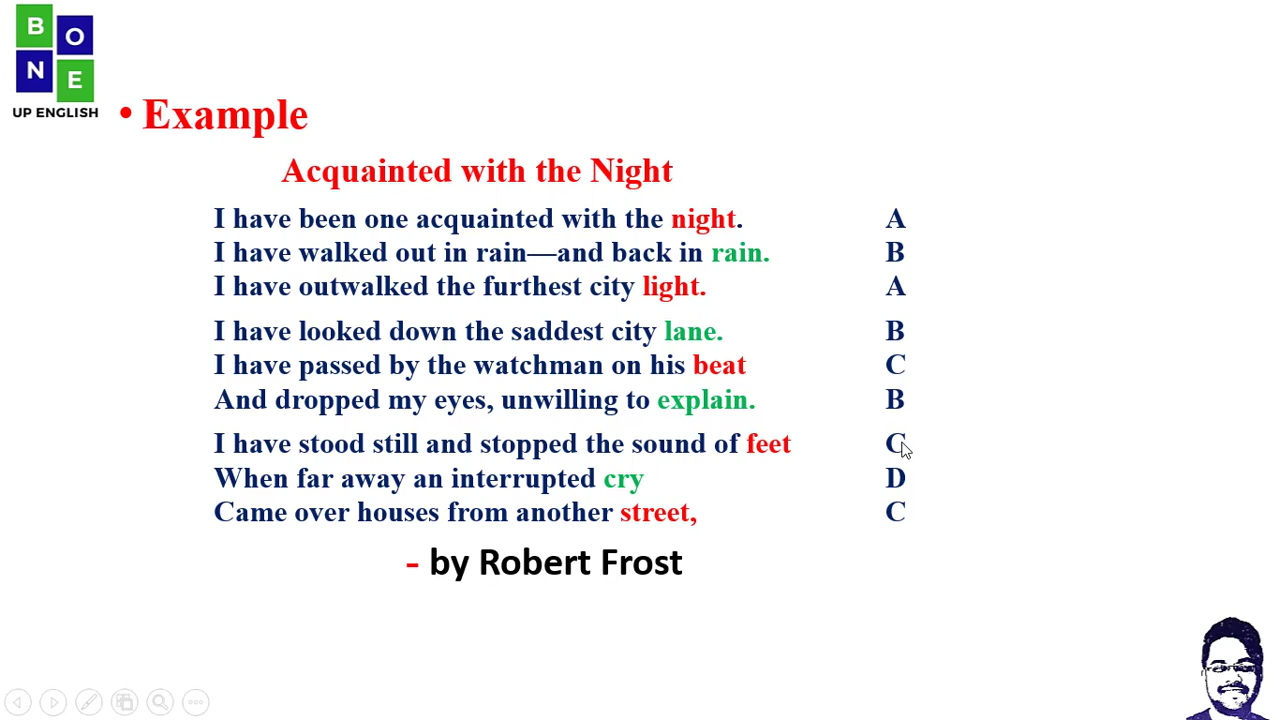 B O
N E
UP ENGLISH
• Example
Acquainted with the Night
I have been one acquainted with the night. A
I have walked out in rain—and back in rain. B
I have outwalked the furthest city light. A
I have looked down the saddest city lane. B
I have passed by the watchman on his beat C
And dropped my eyes, unwilling to explain. B
I have stood still and stopped the sound of feet C
When far away an interrupted cry D
Came over houses from another street, C
- by Robert Frost